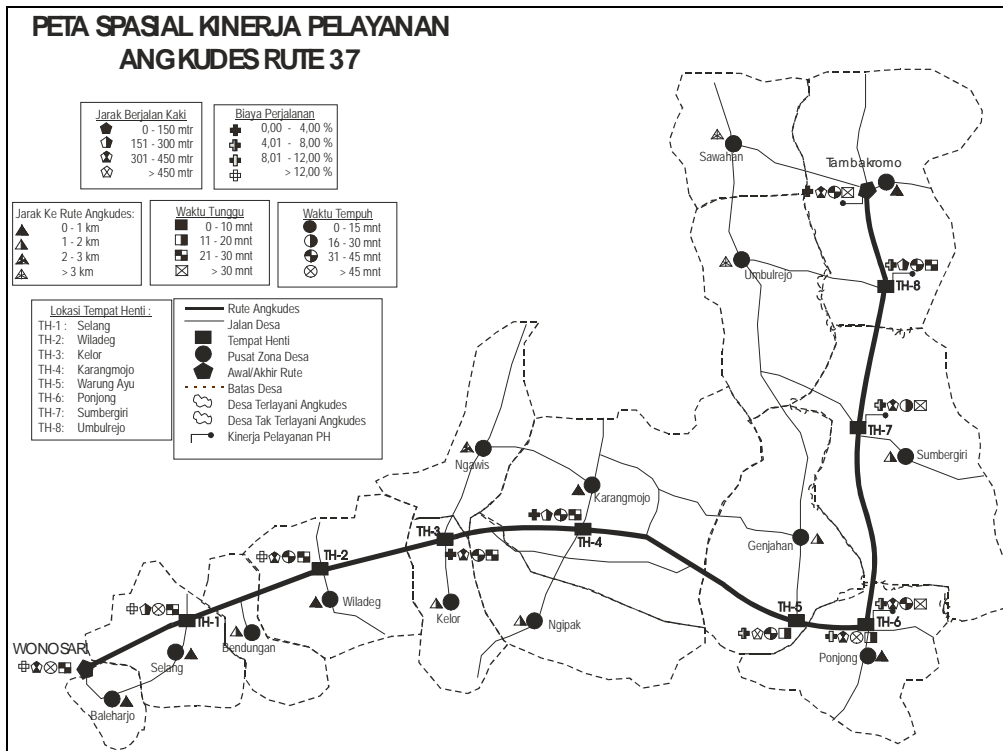 PETA SPASIAL KINERJA PELAYANAN
ANGKUDES RUTE 37
Jarak Berjalan Kaki
0 - 150 mtr
151 - 300 mtr
301 - 450 mtr
> 450 mtr
Biaya Perjalanan
0,00 - 4,00 %
4,01 - 8,00 %
8,01 - 12,00 %
> 12,00 %
Jarak Ke Rute Angkudes:
0 - 1 km
1 - 2 km
2 - 3 km
> 3 km
Waktu Tunggu
0 - 10 mnt
11 - 20 mnt
21 - 30 mnt
> 30 mnt
Waktu Tempuh
0 - 15 mnt
16 - 30 mnt
31 - 45 mnt
> 45 mnt
Lokasi Tempat Henti :
TH-1 : Selang
TH-2: Wiladeg
TH-3: Kelor
TH-4: Karangmojo
TH-5: Warung Ayu
TH-6: Ponjong
TH-7: Sumbergiri
TH-8: Umbulrejo
Rute Angkudes
Jalan Desa
Tempat Henti
Pusat Zona Desa
Awal/Akhir Rute
Batas Desa
Desa Terlayani Angkudes
Desa Tak Terlayani Angkudes
Kinerja Pelayanan PH
Sawahan
Tambakromo
Umbulrejo
TH-8
TH-7
Sumbergiri
Ngawis
Karangmojo
TH-3
TH-4
Genjahan
TH-2
Wiladeg
Kelor
Ngipak
TH-5
TH-6
Ponjong
TH-1
Bendungan
WONOSARI
Selang
Baleharjo